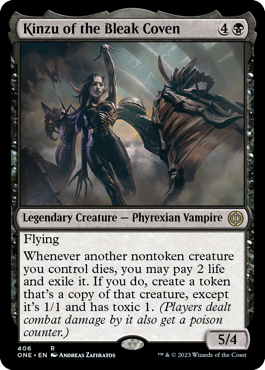 Kinzu of the Bleak Coven 4
Legendary Creature — Phyrexian Vampire
Flying
Whenever another nontoken creature
you control dies, you may pay 2 life
and exile it. If you do, create a token
that's a copy of that creature, except
it's 1/1 and has toxic 1. (Players dealt
combat damage by it also get a poison
counter.)
5/4
406 R
ONE • EN Andreas Zafiratos
™ & © 2023 Wizards of the Coast